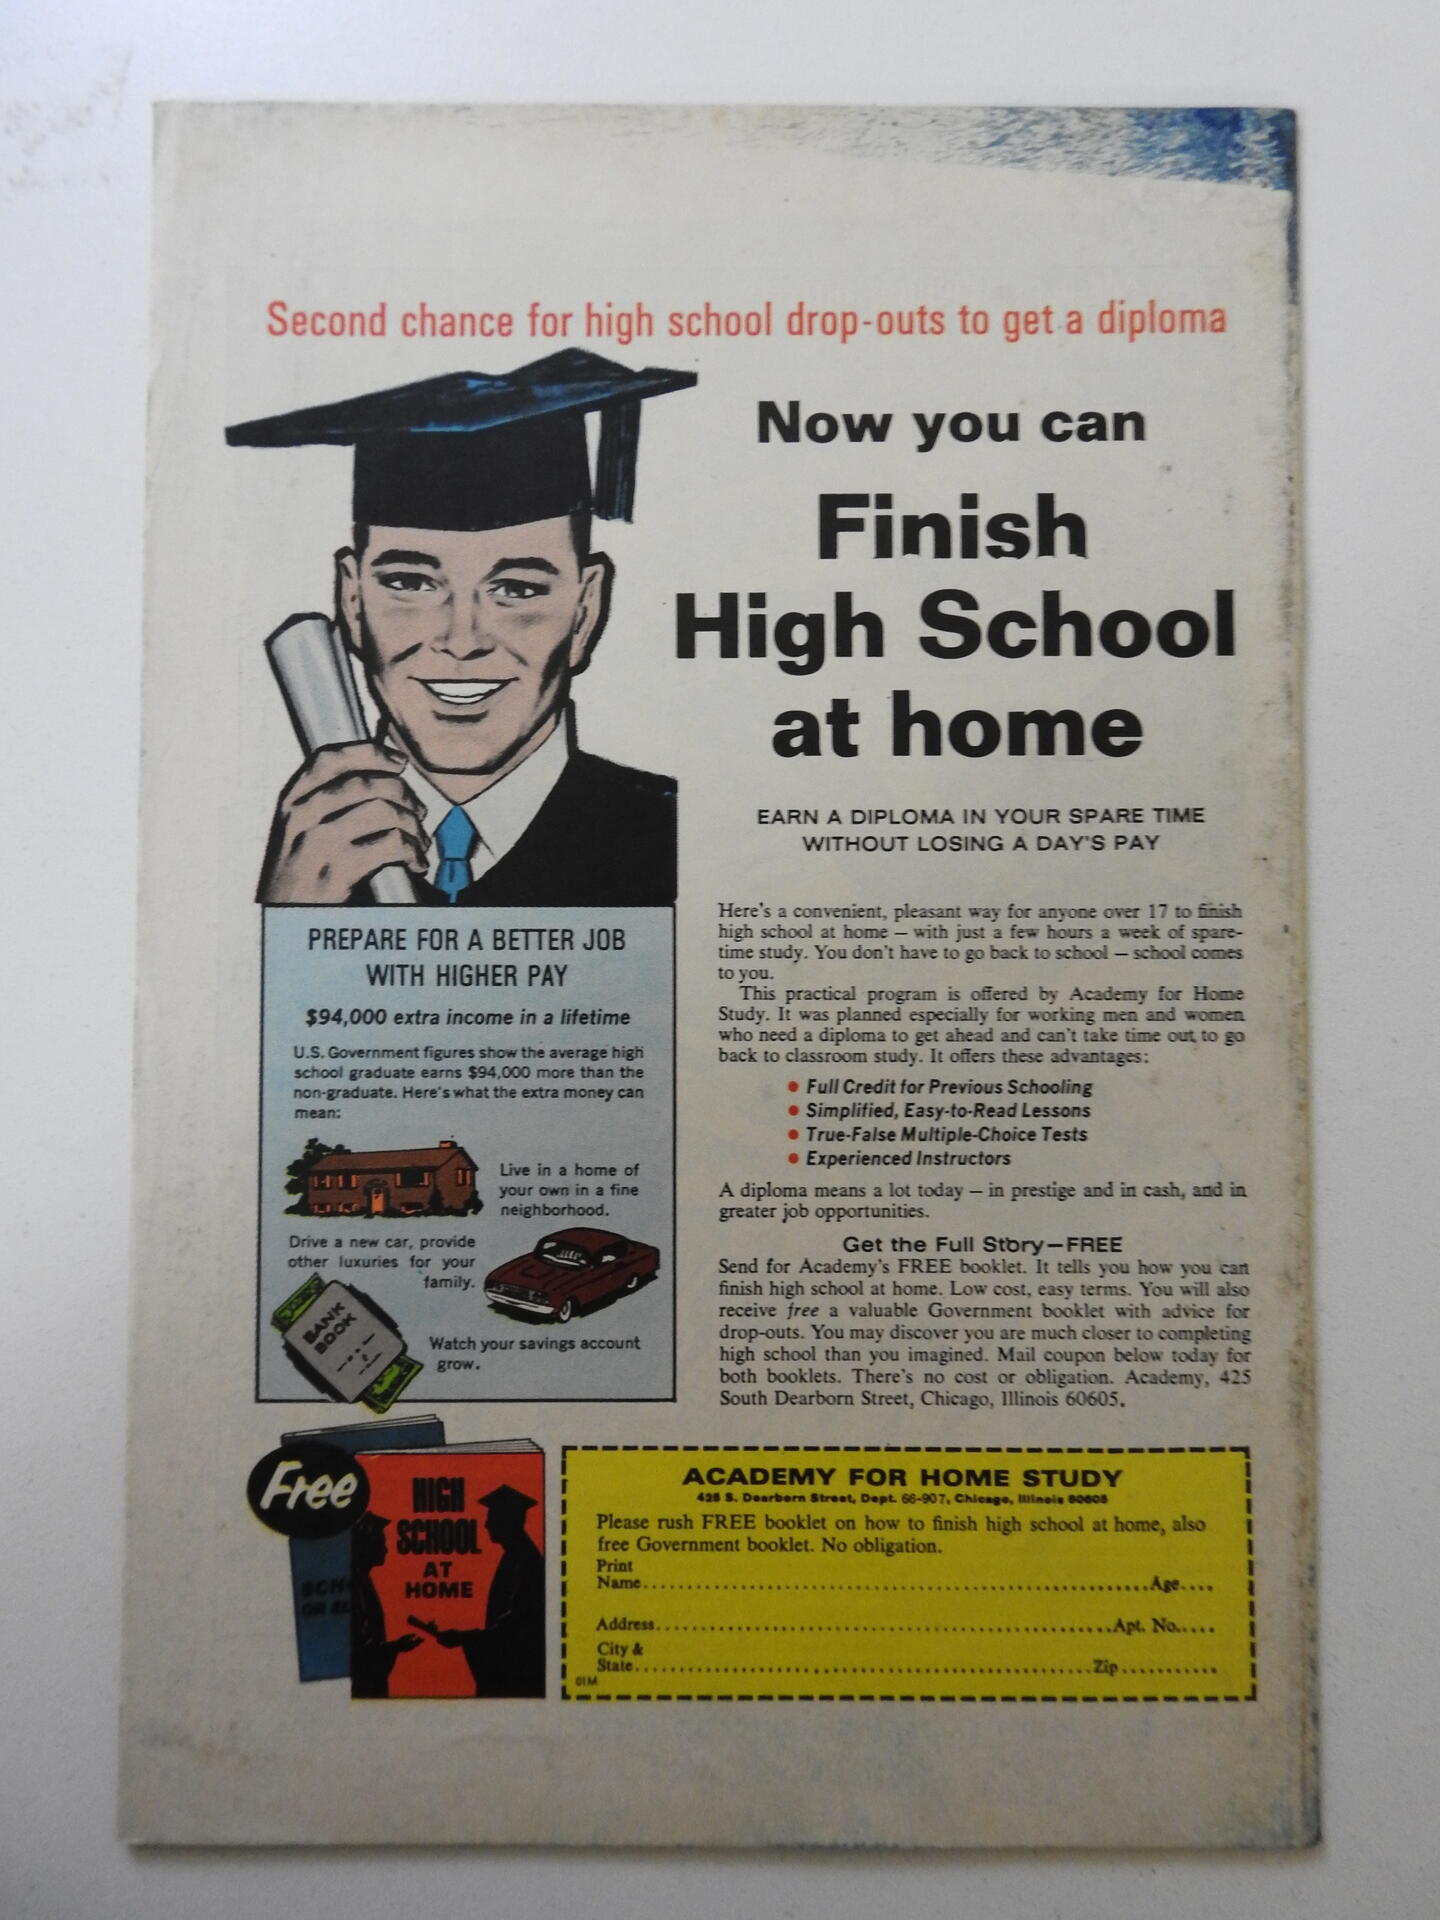 Second chance for high school drop-outs to get a diploma
Now you can
Finish
High School
at home
EARN A DIPLOMA IN YOUR SPARE TIME
WITHOUT LOSING A DAY'S PAY
PREPARE FOR A BETTER JOB
WITH HIGHER PAY
$94,000 extra income in a lifetime
U.S. Government figures show the average high
school graduate earns $94,000 more than the
non-graduate. Here's what the extra money can
mean:
Live in a home of
your own in a fine
neighborhood.
Drive a new car, provide
other luxuries for your
family.
BANK
BOOK
Watch your savings account
grow.
Here's a convenient, pleasant way for anyone over 17 to finish
high school at home — with just a few hours a week of spare-
time study. You don't have to go back to school — school comes
to you.
This practical program is offered by Academy for Home
Study. It was planned especially for working men and women
who need a diploma to get ahead and can't take time out to go
back to classroom study. It offers these advantages:
● Full Credit for Previous Schooling
● Simplified, Easy-to-Read Lessons
● True-False Multiple-Choice Tests
● Experienced Instructors
A diploma means a lot today — in prestige and in cash, and in
greater job opportunities.
Get the Full Story—FREE
Send for Academy's FREE booklet. It tells you how you can
finish high school at home. Low cost, easy terms. You will also
receive free a valuable Government booklet with advice for
drop-outs. You may discover you are much closer to completing
high school than you imagined. Mail coupon below today for
both booklets. There's no cost or obligation. Academy, 425
South Dearborn Street, Chicago, Illinois 60605.
Free
HIGH
SCHOOL
AT
HOME
SCH
OR EL
ACADEMY FOR HOME STUDY
425 S. Dearborn Street, Dept. 66-907, Chicago, Illinois 60605
Please rush FREE booklet on how to finish high school at home, also
free Government booklet. No obligation.
Print
Name..........Age....
Address..........Apt. No.....
City &
State..........Zip..........
01M